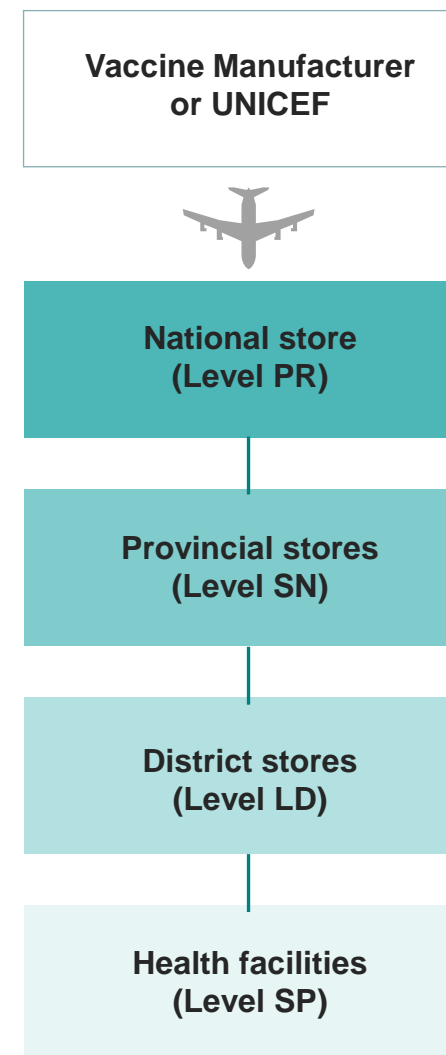 Vaccine Manufacturer
or UNICEF
National store
(Level PR)
Provincial stores
(Level SN)
District stores
(Level LD)
Health facilities
(Level SP)